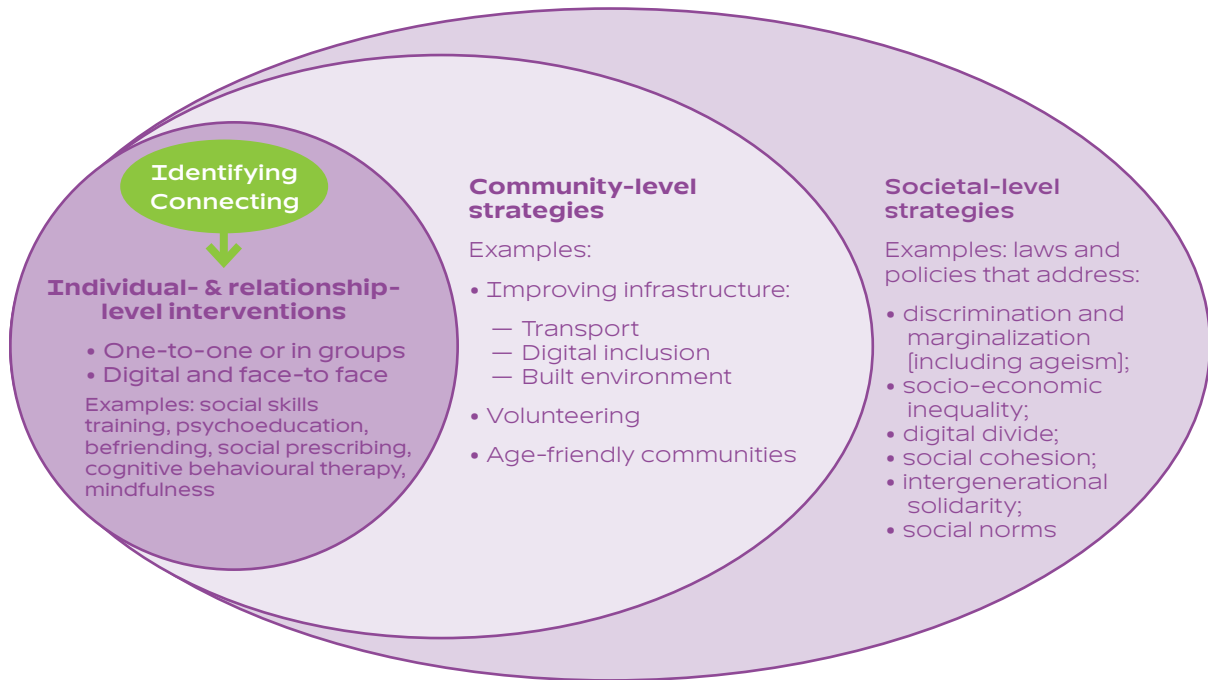 Identifying
Connecting
Individual- & relationship-
level interventions
• One-to-one or in groups
• Digital and face-to face
Examples: social skills
training, psychoeducation,
befriending, social prescribing,
cognitive behavioural therapy,
mindfulness
Community-level
strategies
Examples:
• Improving infrastructure:
— Transport
— Digital inclusion
— Built environment
• Volunteering
• Age-friendly communities
Societal-level
strategies
Examples: laws and
policies that address:
• discrimination and
marginalization
[including ageism];
• socio-economic
inequality;
• digital divide;
• social cohesion;
• intergenerational
solidarity;
• social norms